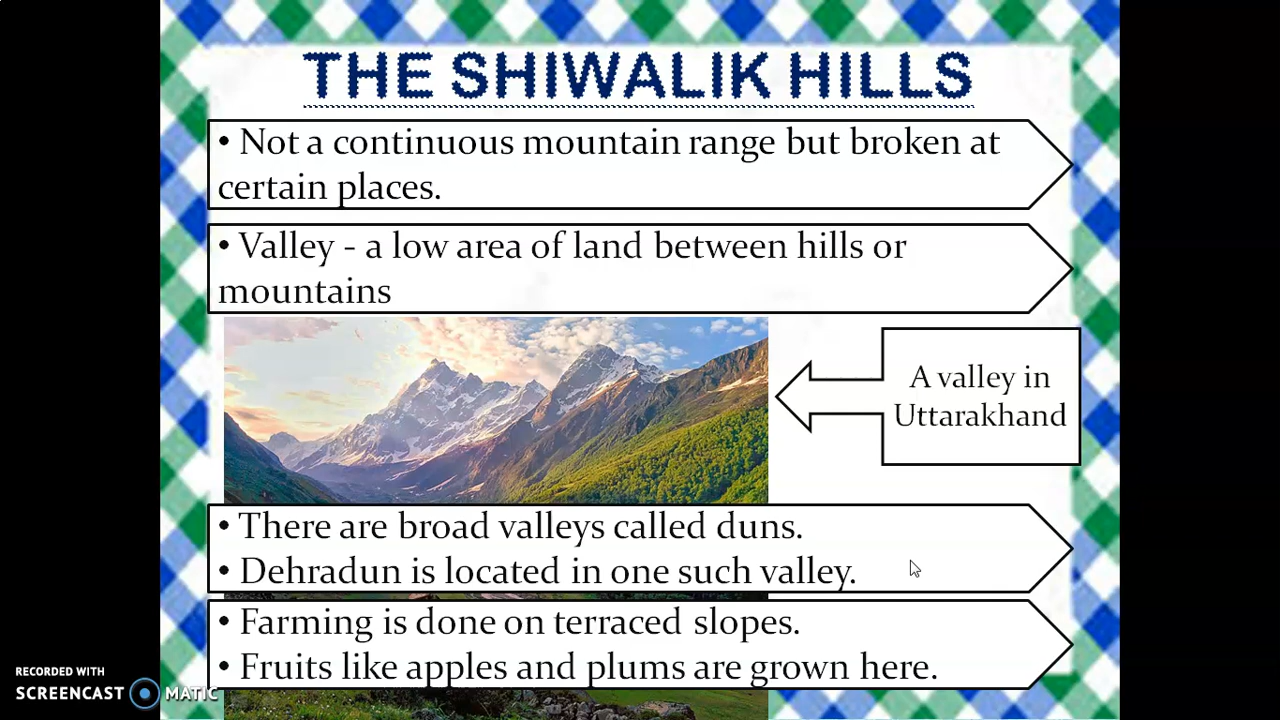 THE SHIWALIK HILLS
• Not a continuous mountain range but broken at
certain places.
• Valley - a low area of land between hills or
mountains
A valley in
Uttarakhand
• There are broad valleys called duns.
• Dehradun is located in one such valley.
• Farming is done on terraced slopes.
• Fruits like apples and plums are grown here.
RECORDED WITH
SCREENCAST MATIC